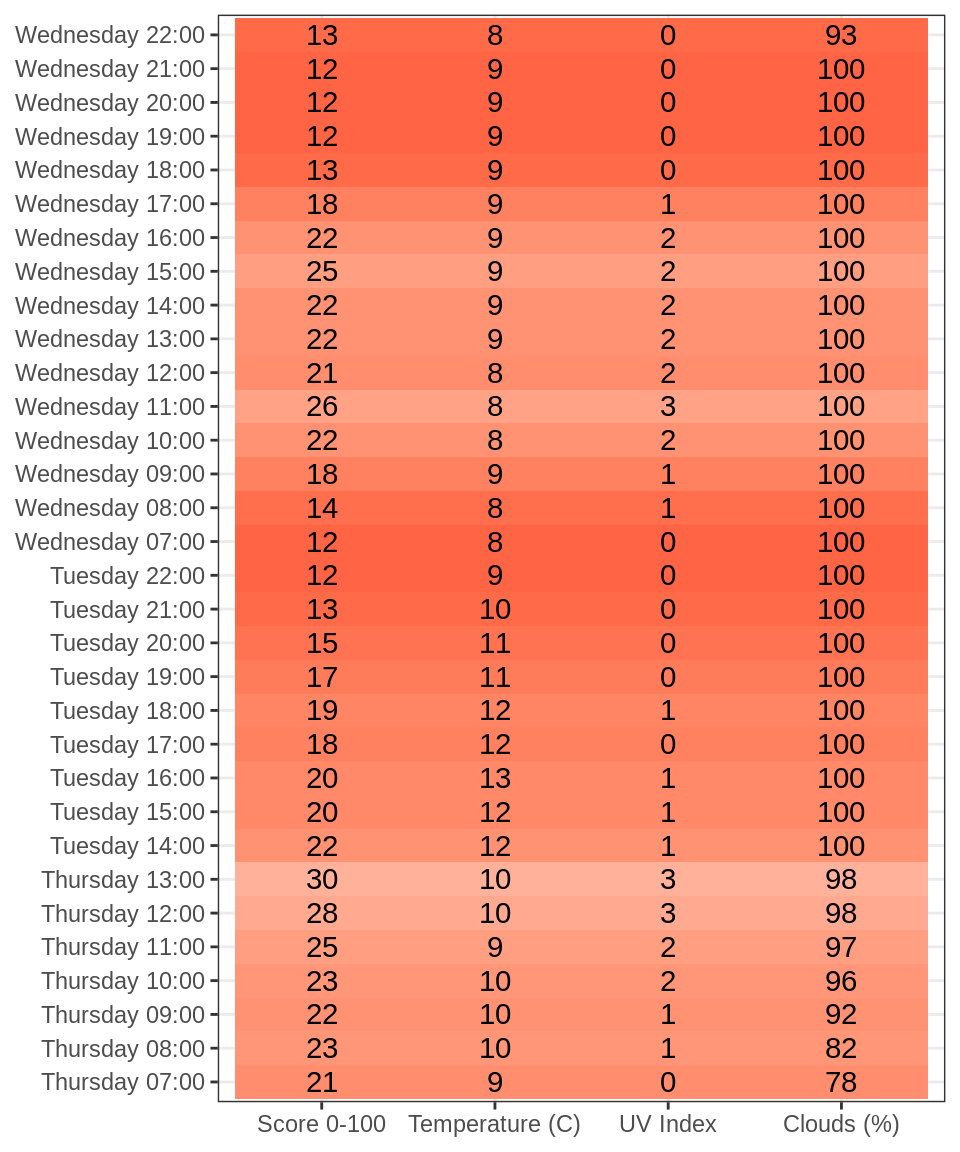 Wednesday 22:00 13 8 0 93
Wednesday 21:00 12 9 0 100
Wednesday 20:00 12 9 0 100
Wednesday 19:00 12 9 0 100
Wednesday 18:00 13 9 0 100
Wednesday 17:00 18 9 1 100
Wednesday 16:00 22 9 2 100
Wednesday 15:00 25 9 2 100
Wednesday 14:00 22 9 2 100
Wednesday 13:00 22 9 2 100
Wednesday 12:00 21 8 2 100
Wednesday 11:00 26 8 3 100
Wednesday 10:00 22 8 2 100
Wednesday 09:00 18 9 1 100
Wednesday 08:00 14 8 1 100
Wednesday 07:00 12 8 0 100
Tuesday 22:00 12 9 0 100
Tuesday 21:00 13 10 0 100
Tuesday 20:00 15 11 0 100
Tuesday 19:00 17 11 0 100
Tuesday 18:00 19 12 1 100
Tuesday 17:00 18 12 0 100
Tuesday 16:00 20 13 1 100
Tuesday 15:00 20 12 1 100
Tuesday 14:00 22 12 1 100
Thursday 13:00 30 10 3 98
Thursday 12:00 28 10 3 98
Thursday 11:00 25 9 2 97
Thursday 10:00 23 10 2 96
Thursday 09:00 22 10 1 92
Thursday 08:00 23 10 1 82
Thursday 07:00 21 9 0 78
Score 0-100 Temperature (C) UV Index Clouds (%)